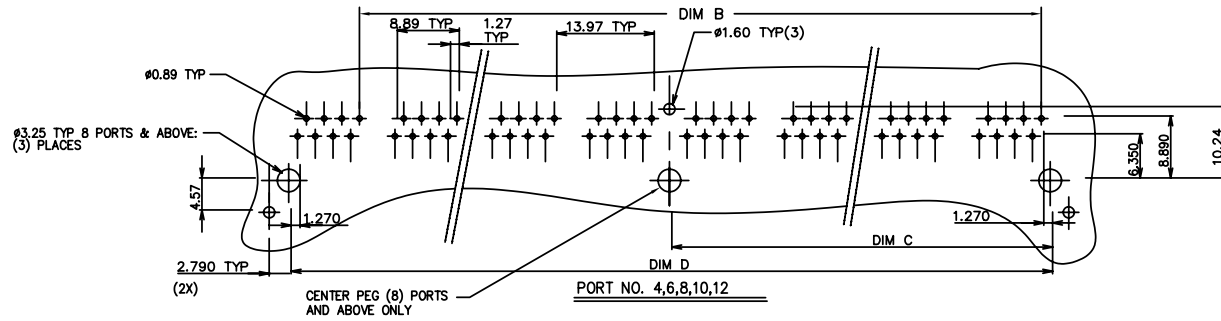 DIM B
8.89 TYP
1.27
TYP
13.97 TYP
ø1.60 TYP(3)
ø0.89 TYP
ø3.25 TYP 8 PORTS & ABOVE:
(3) PLACES
4.57
1.270
6.350
8.890
10.24
1.270
2.790 TYP
(2X)
DIM C
DIM D
CENTER PEG (8) PORTS
AND ABOVE ONLY
PORT NO. 4,6,8,10,12